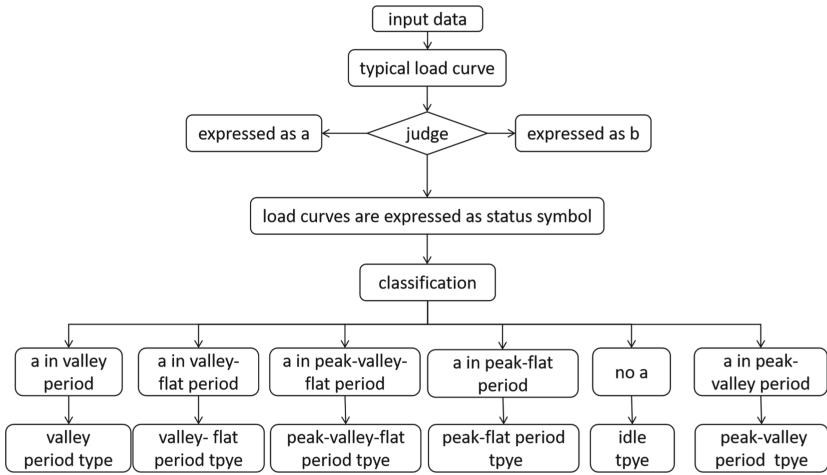 input data
typical load curve
expressed as a
judge
expressed as b
load curves are expressed as status symbol
classification
a in valley
period
a in valley-
flat period
a in peak-valley-
flat period
a in peak-flat
period
no a
a in peak-
valley period
valley
period type
valley- flat
period tpye
peak-valley-flat
period tpye
peak-flat period
tpye
idle
tpye
peak-valley
period tpye